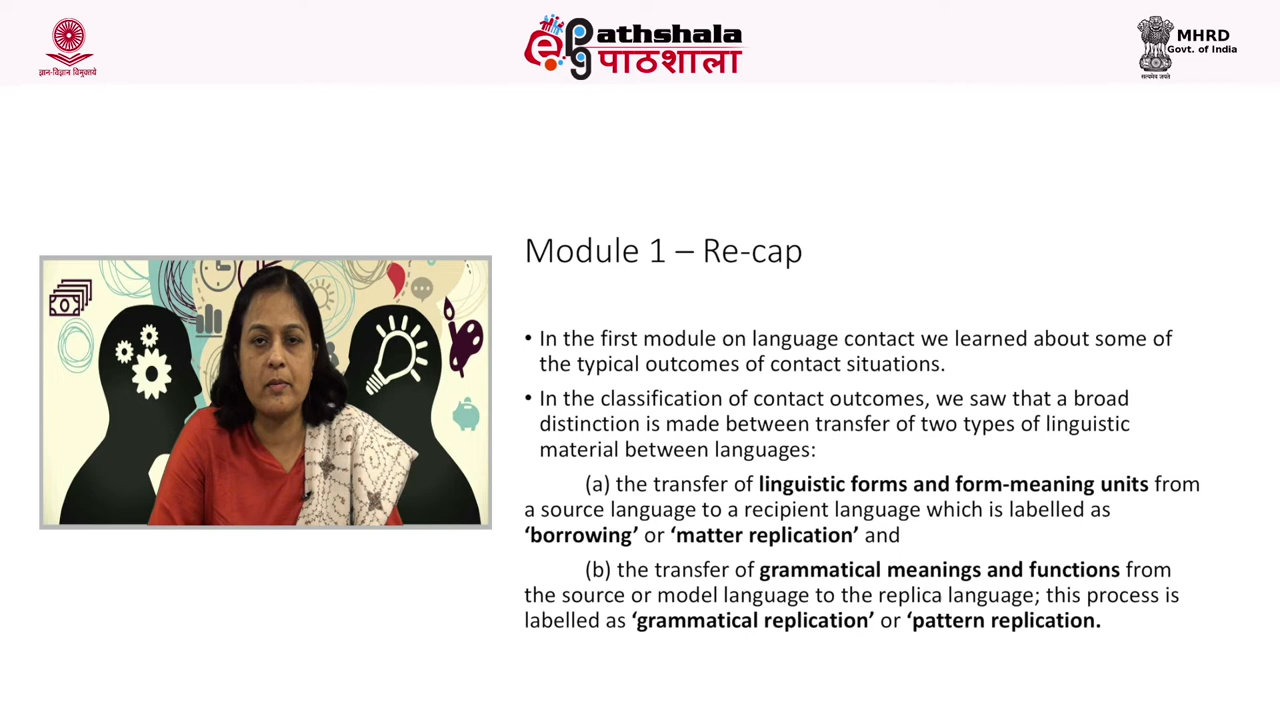 ज्ञान-विज्ञान विमुक्तये
e pg athshala
पाठशाला
MHRD
Govt. of India
सत्यमेव जयते
Module 1 – Re-cap
• In the first module on language contact we learned about some of
the typical outcomes of contact situations.
• In the classification of contact outcomes, we saw that a broad
distinction is made between transfer of two types of linguistic
material between languages:
(a) the transfer of linguistic forms and form-meaning units from
a source language to a recipient language which is labelled as
‘borrowing’ or ‘matter replication’ and
(b) the transfer of grammatical meanings and functions from
the source or model language to the replica language; this process is
labelled as ‘grammatical replication’ or ‘pattern replication.